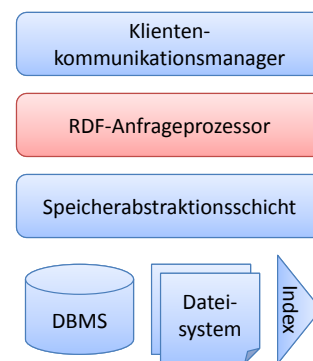 Klienten-
kommunikationsmanager
RDF-Anfrageprozessor
Speicherabstraktionsschicht
DBMS
Datei-
system
Index